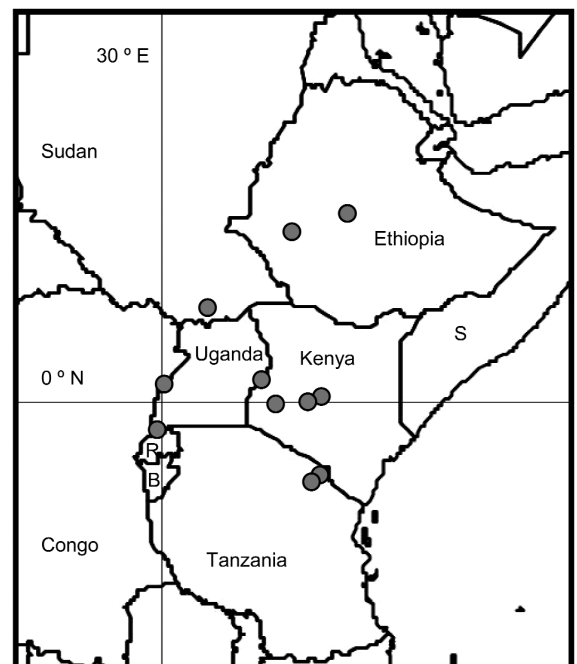 30 º E
Sudan
Ethiopia
S
Uganda
Kenya
0 º N
R
B
Congo
Tanzania